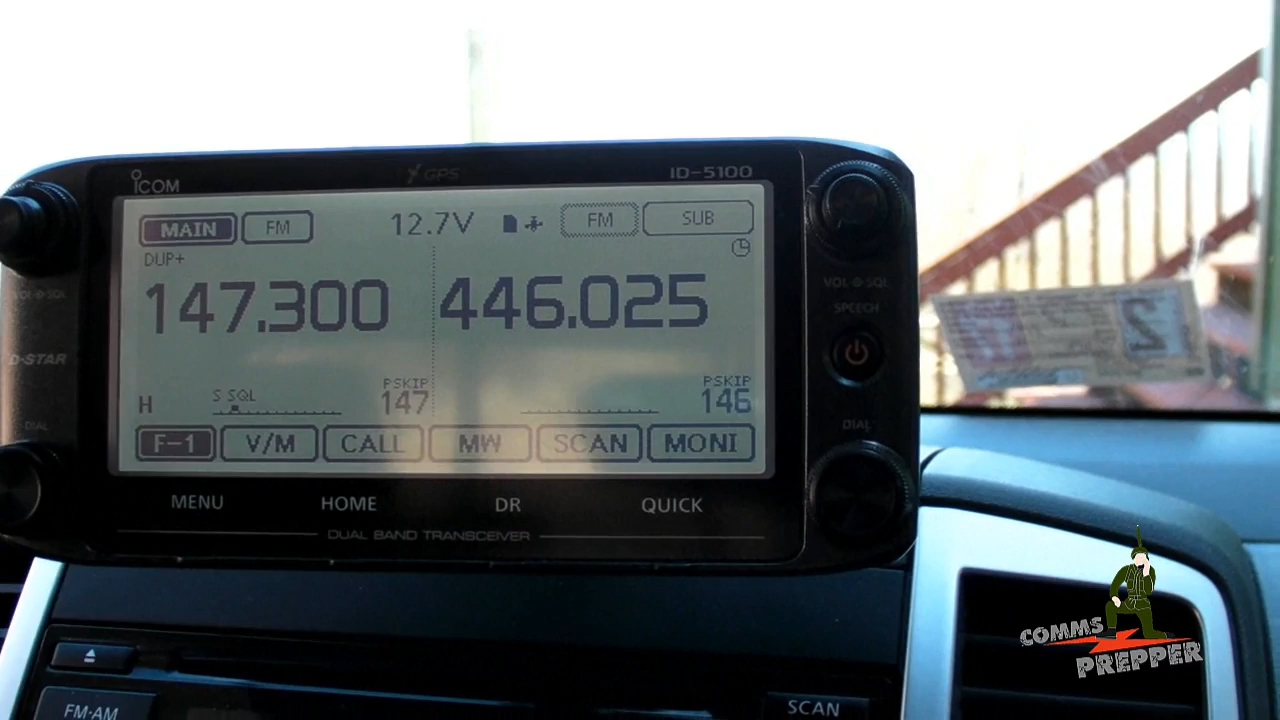 ICOM GPS ID-5100
MAIN FM 12.7V FM SUB
DUP+
147.300 446.025
VOL SQL VOL SQL
SPEECH
D-STAR
H S SQL PSKIP 147 PSKIP 146
DIAL DIAL
F-1 V/M CALL MW SCAN MONI
MENU HOME DR QUICK
DUAL BAND TRANSCEIVER
2
COMMS
PREPPER
FM·AM SCAN